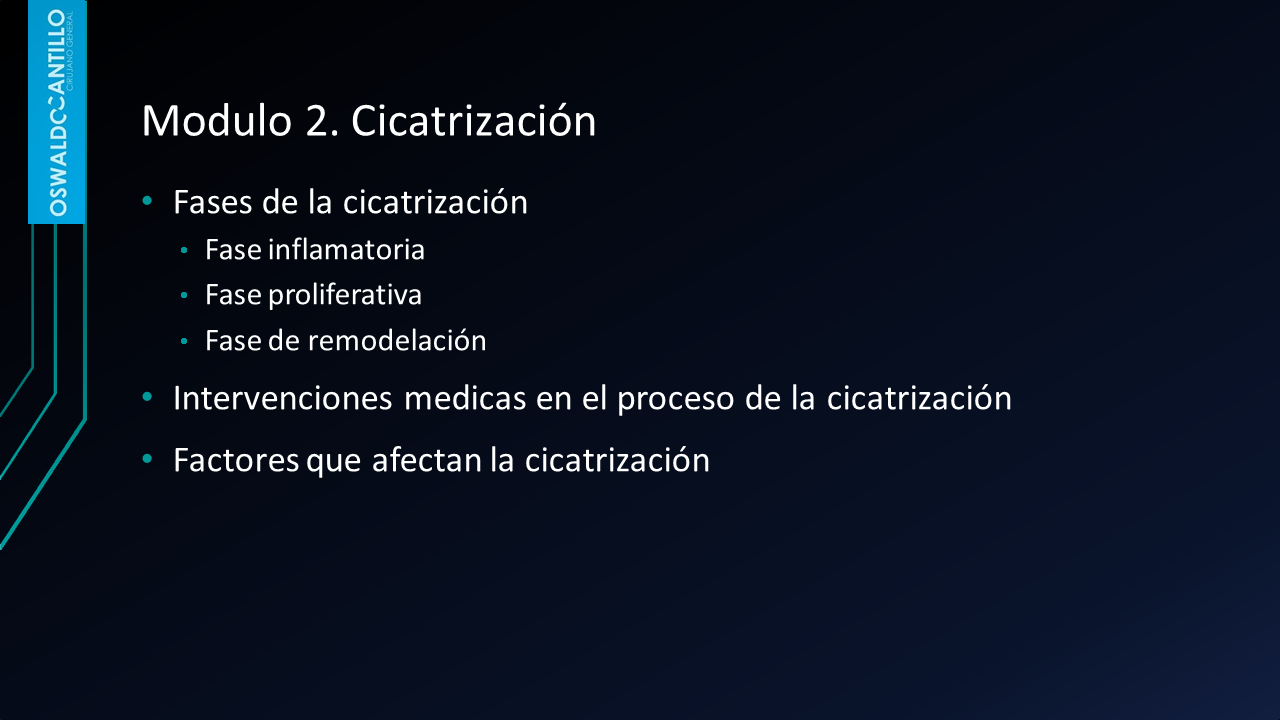 OSWALDO CANTILLO
CIRUJANO GENERAL
Modulo 2. Cicatrización
• Fases de la cicatrización
• Fase inflamatoria
• Fase proliferativa
• Fase de remodelación
• Intervenciones medicas en el proceso de la cicatrización
• Factores que afectan la cicatrización